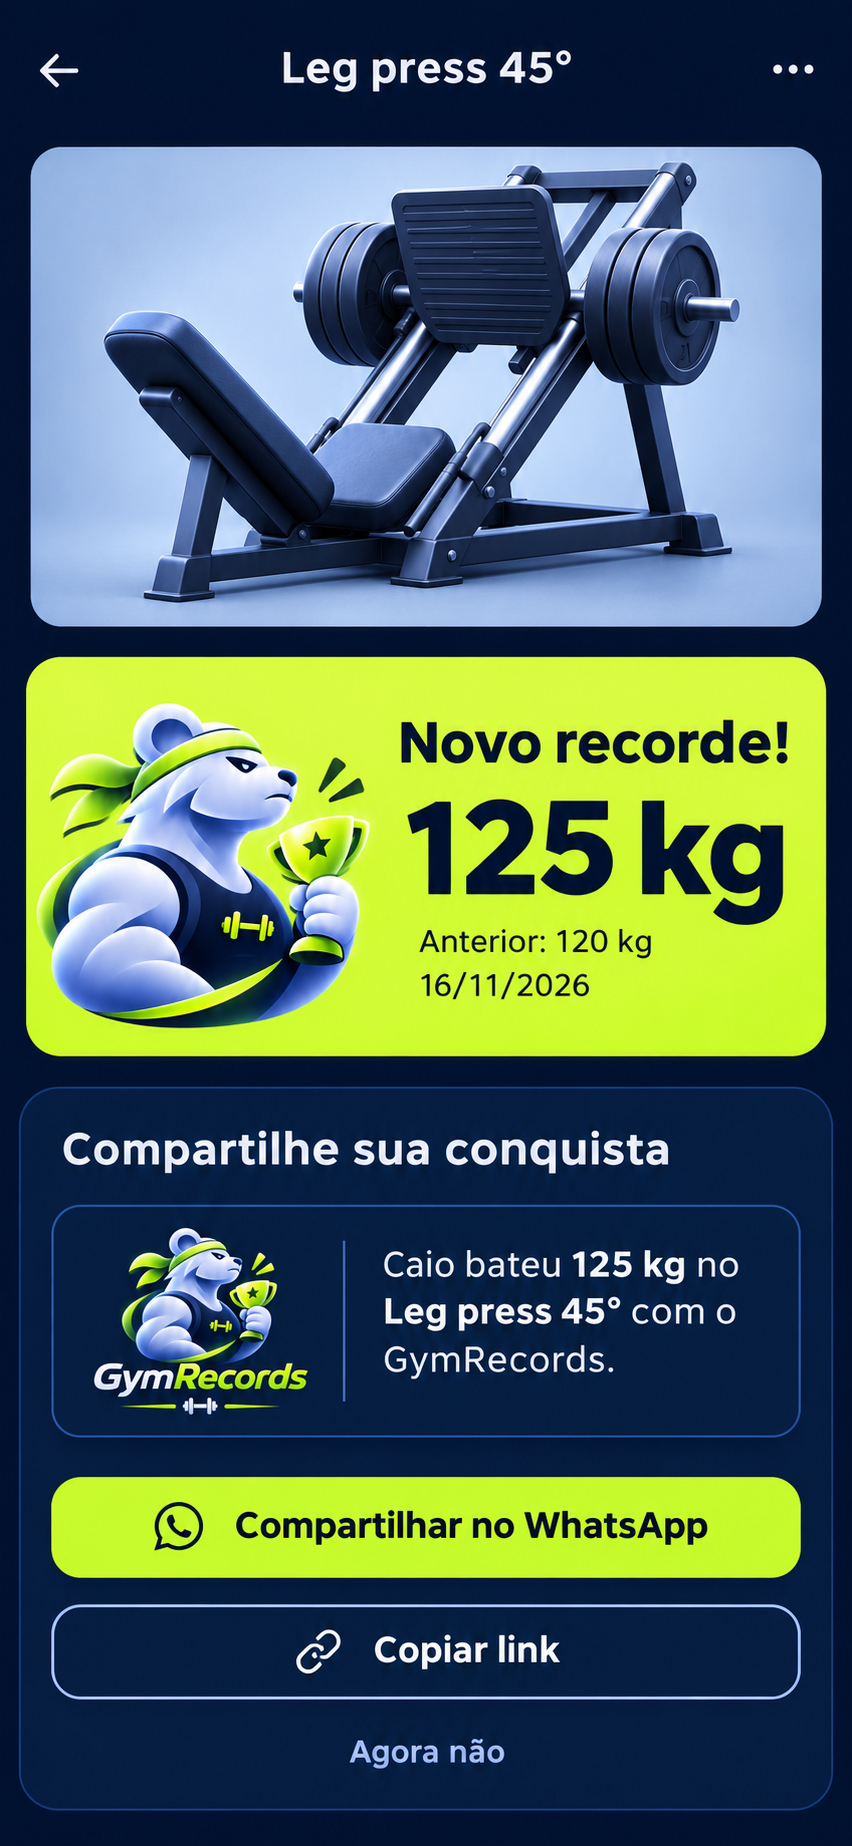 Leg press 45°
Novo recorde!
125 kg
Anterior: 120 kg
16/11/2026
Compartilhe sua conquista
GymRecords
Caio bateu 125 kg no
Leg press 45° com o
GymRecords.
Compartilhar no WhatsApp
Copiar link
Agora não